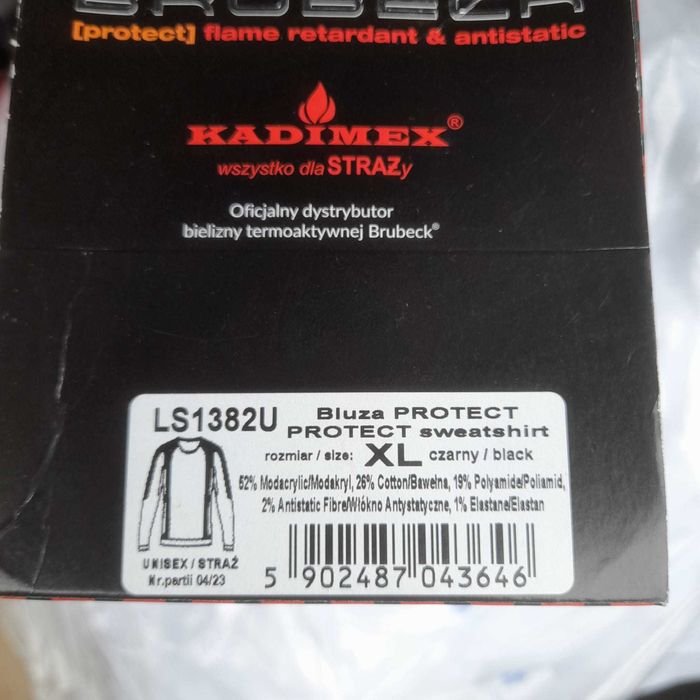 BRUBECK
[protect] flame retardant & antistatic
KADIMEX®
wszystko dla STRAŻy
Oficjalny dystrybutor
bielizny termoaktywnej Brubeck®
LS1382U
Bluza PROTECT
PROTECT sweatshirt
rozmiar / size: XL czarny / black
52% Modacrylic/Modakryl, 26% Cotton/Bawełna, 19% Polyamide/Poliamid,
2% Antistatic Fibre/Włókno Antystatyczne, 1% Elastane/Elastan
UNISEX / STRAŻ
Nr.partii 04/23
5 902487 043646